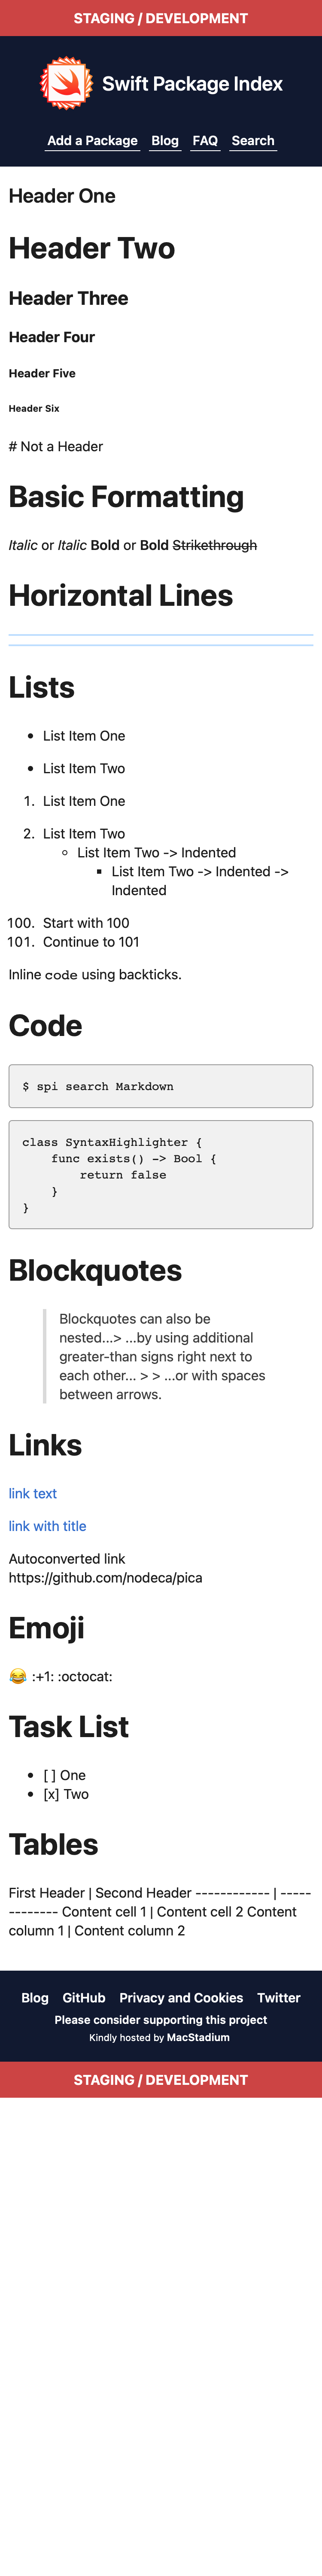 STAGING / DEVELOPMENT
Swift Package Index
Add a Package Blog FAQ Search
Header One
Header Two
Header Three
Header Four
Header Five
Header Six
# Not a Header
Basic Formatting
Italic or Italic Bold or Bold Strikethrough
Horizontal Lines
Lists
• List Item One
• List Item Two
1. List Item One
2. List Item Two
◦ List Item Two -> Indented
▪ List Item Two -> Indented ->
Indented
100. Start with 100
101. Continue to 101
Inline code using backticks.
Code
$ spi search Markdown
class SyntaxHighlighter {
func exists() -> Bool {
return false
}
}
Blockquotes
Blockquotes can also be
nested...> ...by using additional
greater-than signs right next to
each other... > > ...or with spaces
between arrows.
Links
link text
link with title
Autoconverted link
https://github.com/nodeca/pica
Emoji
😂 :+1: :octocat:
Task List
• [ ] One
• [x] Two
Tables
First Header | Second Header ------------ | -----
------------ Content cell 1 | Content cell 2 Content
column 1 | Content column 2
Blog GitHub Privacy and Cookies Twitter
Please consider supporting this project
Kindly hosted by MacStadium
STAGING / DEVELOPMENT